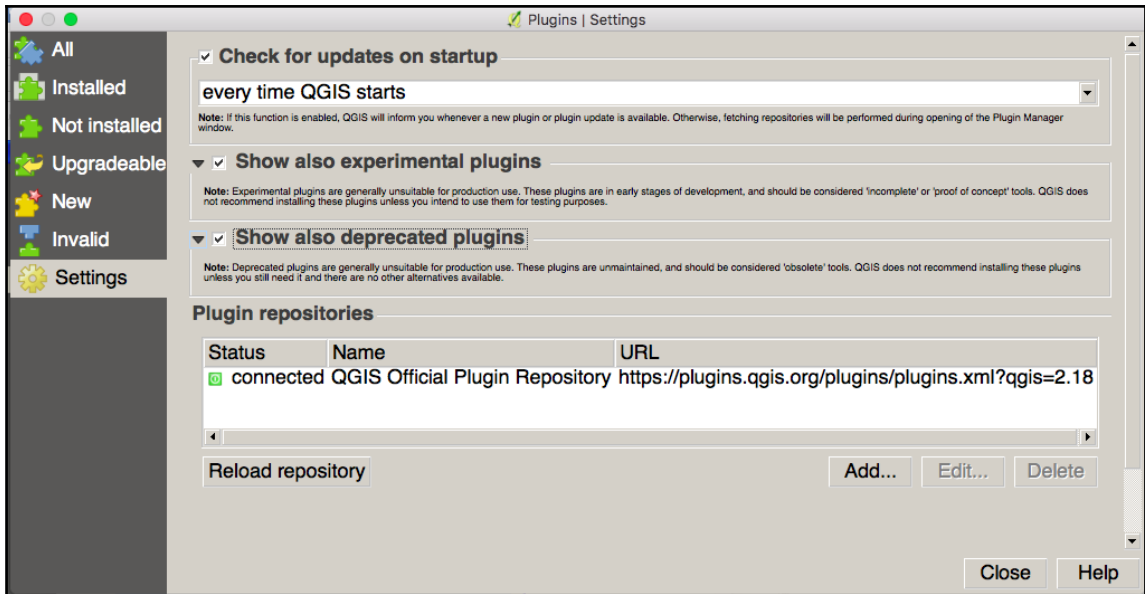 Plugins | Settings
All
Installed
Not installed
Upgradeable
New
Invalid
Settings
Check for updates on startup
every time QGIS starts
Note: If this function is enabled, QGIS will inform you whenever a new plugin or plugin update is available. Otherwise, fetching repositories will be performed during opening of the Plugin Manager
window.
Show also experimental plugins
Note: Experimental plugins are generally unsuitable for production use. These plugins are in early stages of development, and should be considered 'incomplete' or 'proof of concept' tools. QGIS does
not recommend installing these plugins unless you intend to use them for testing purposes.
Show also deprecated plugins
Note: Deprecated plugins are generally unsuitable for production use. These plugins are unmaintained, and should be considered 'obsolete' tools. QGIS does not recommend installing these plugins
unless you still need it and there are no other alternatives available.
Plugin repositories
Status Name URL
connected QGIS Official Plugin Repository https://plugins.qgis.org/plugins/plugins.xml?qgis=2.18
Reload repository Add... Edit... Delete
Close Help